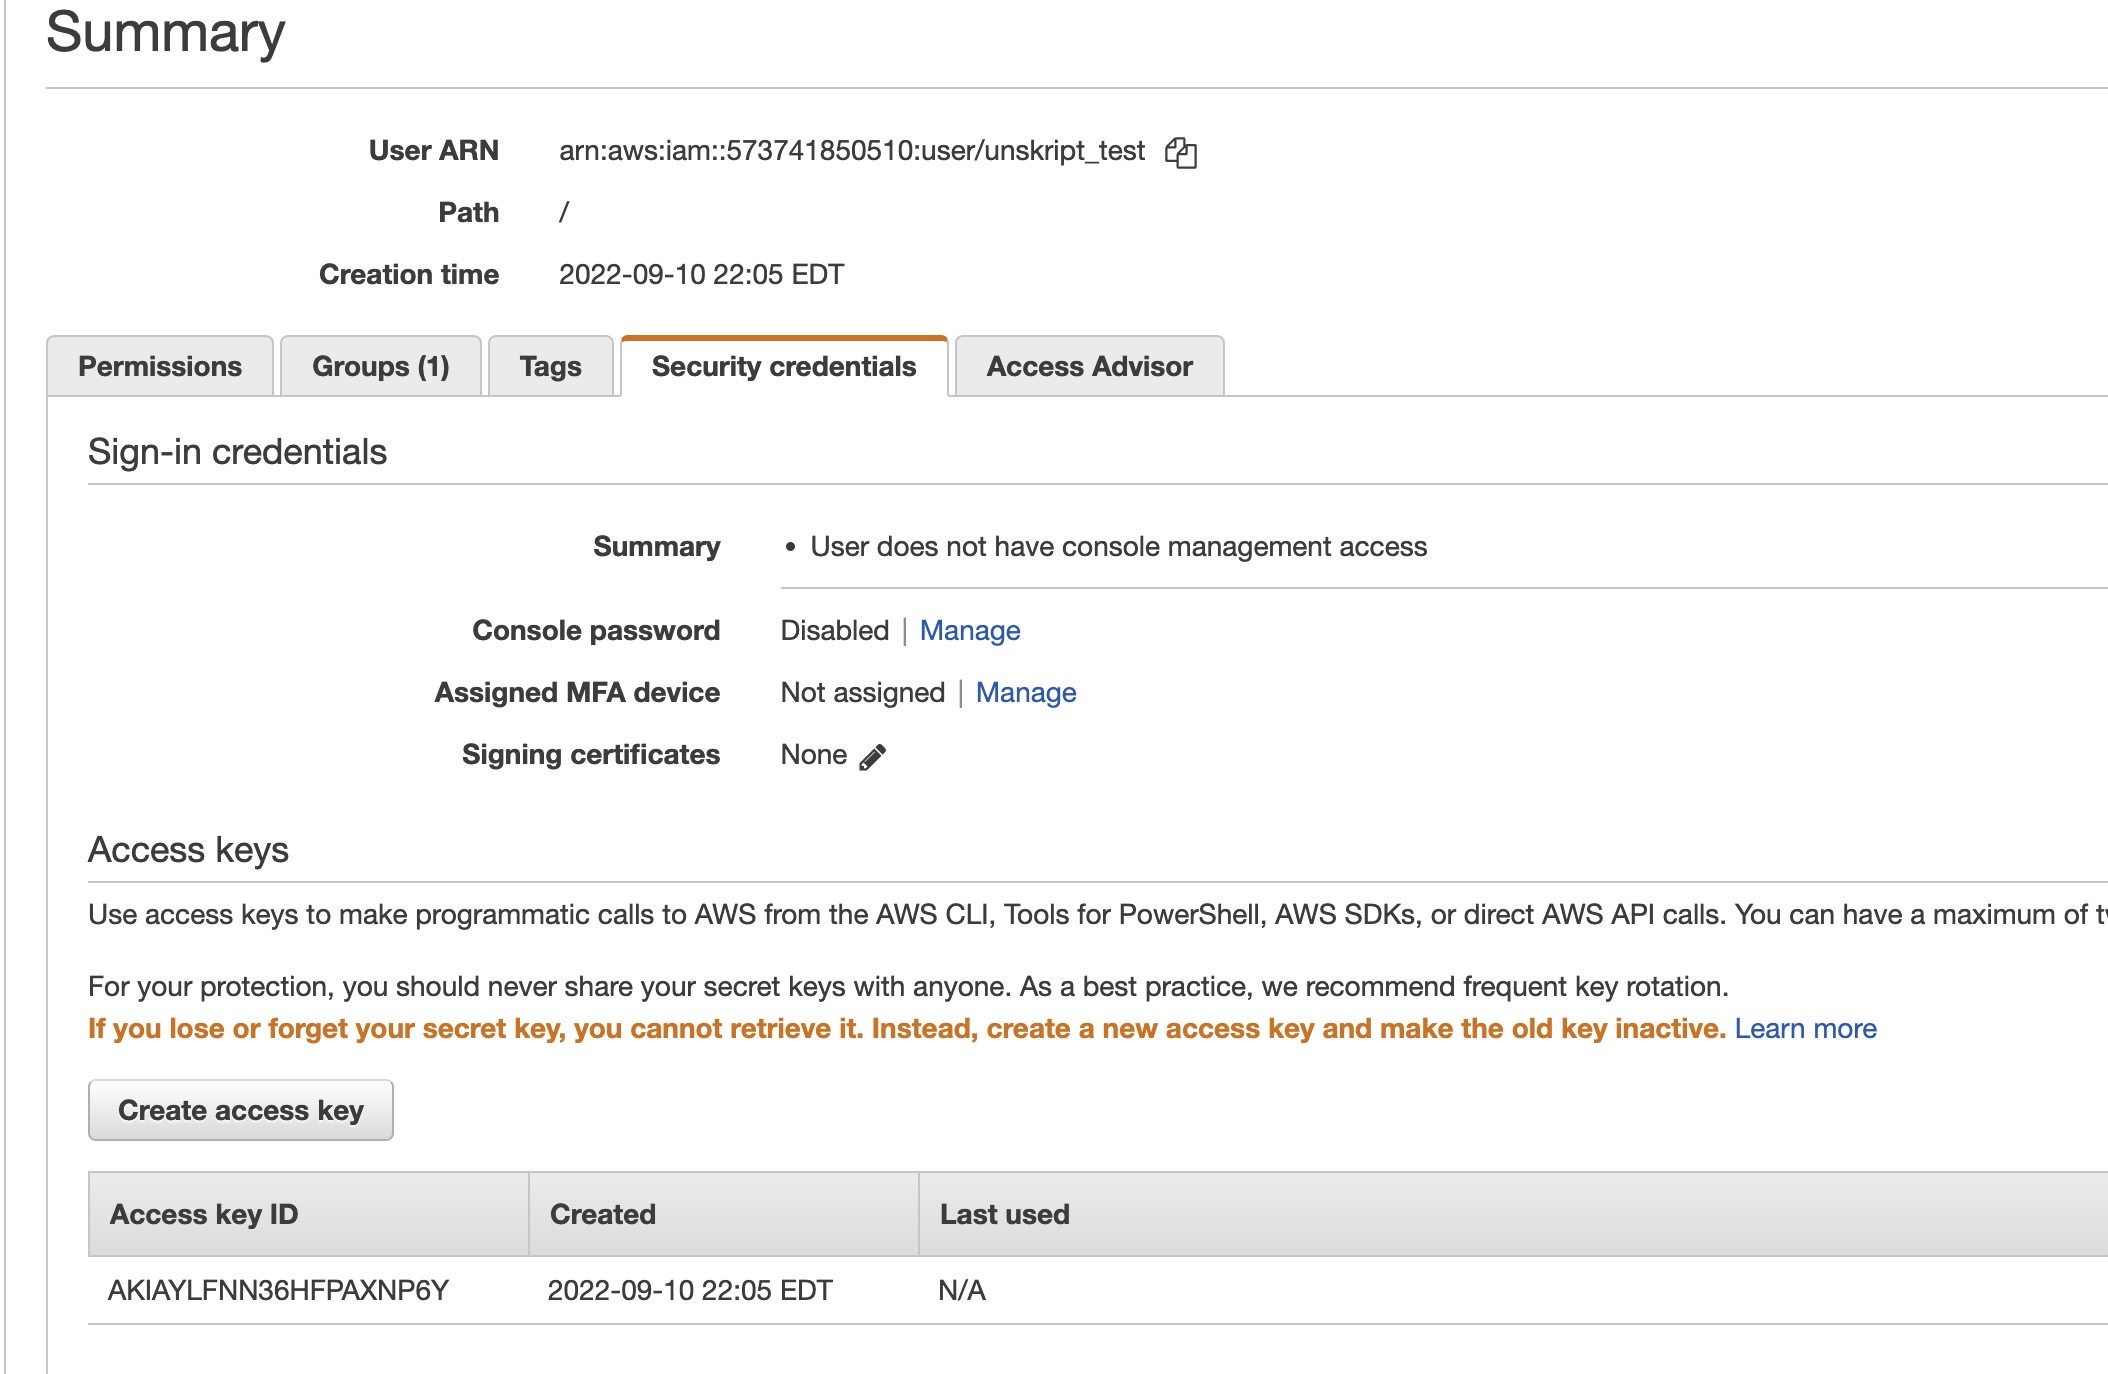 Summary
User ARN arn:aws:iam::573741850510:user/unskript_test
Path /
Creation time 2022-09-10 22:05 EDT
Permissions Groups (1) Tags Security credentials Access Advisor
Sign-in credentials
Summary • User does not have console management access
Console password Disabled | Manage
Assigned MFA device Not assigned | Manage
Signing certificates None
Access keys
Use access keys to make programmatic calls to AWS from the AWS CLI, Tools for PowerShell, AWS SDKs, or direct AWS API calls. You can have a maximum of
For your protection, you should never share your secret keys with anyone. As a best practice, we recommend frequent key rotation.
If you lose or forget your secret key, you cannot retrieve it. Instead, create a new access key and make the old key inactive. Learn more
Create access key
Access key ID Created Last used
AKIAYLFNN36HFPAXNP6Y 2022-09-10 22:05 EDT N/A